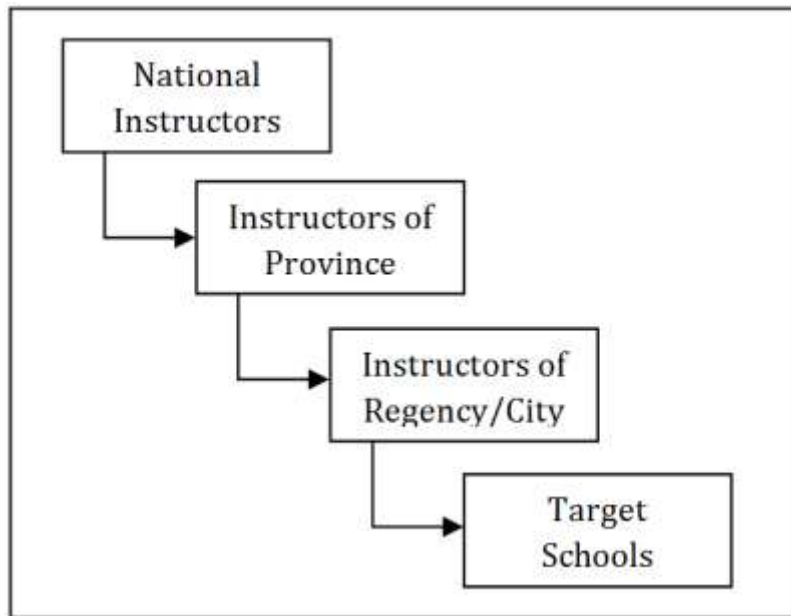 National
Instructors
Instructors of
Province
Instructors of
Regency/City
Target
Schools